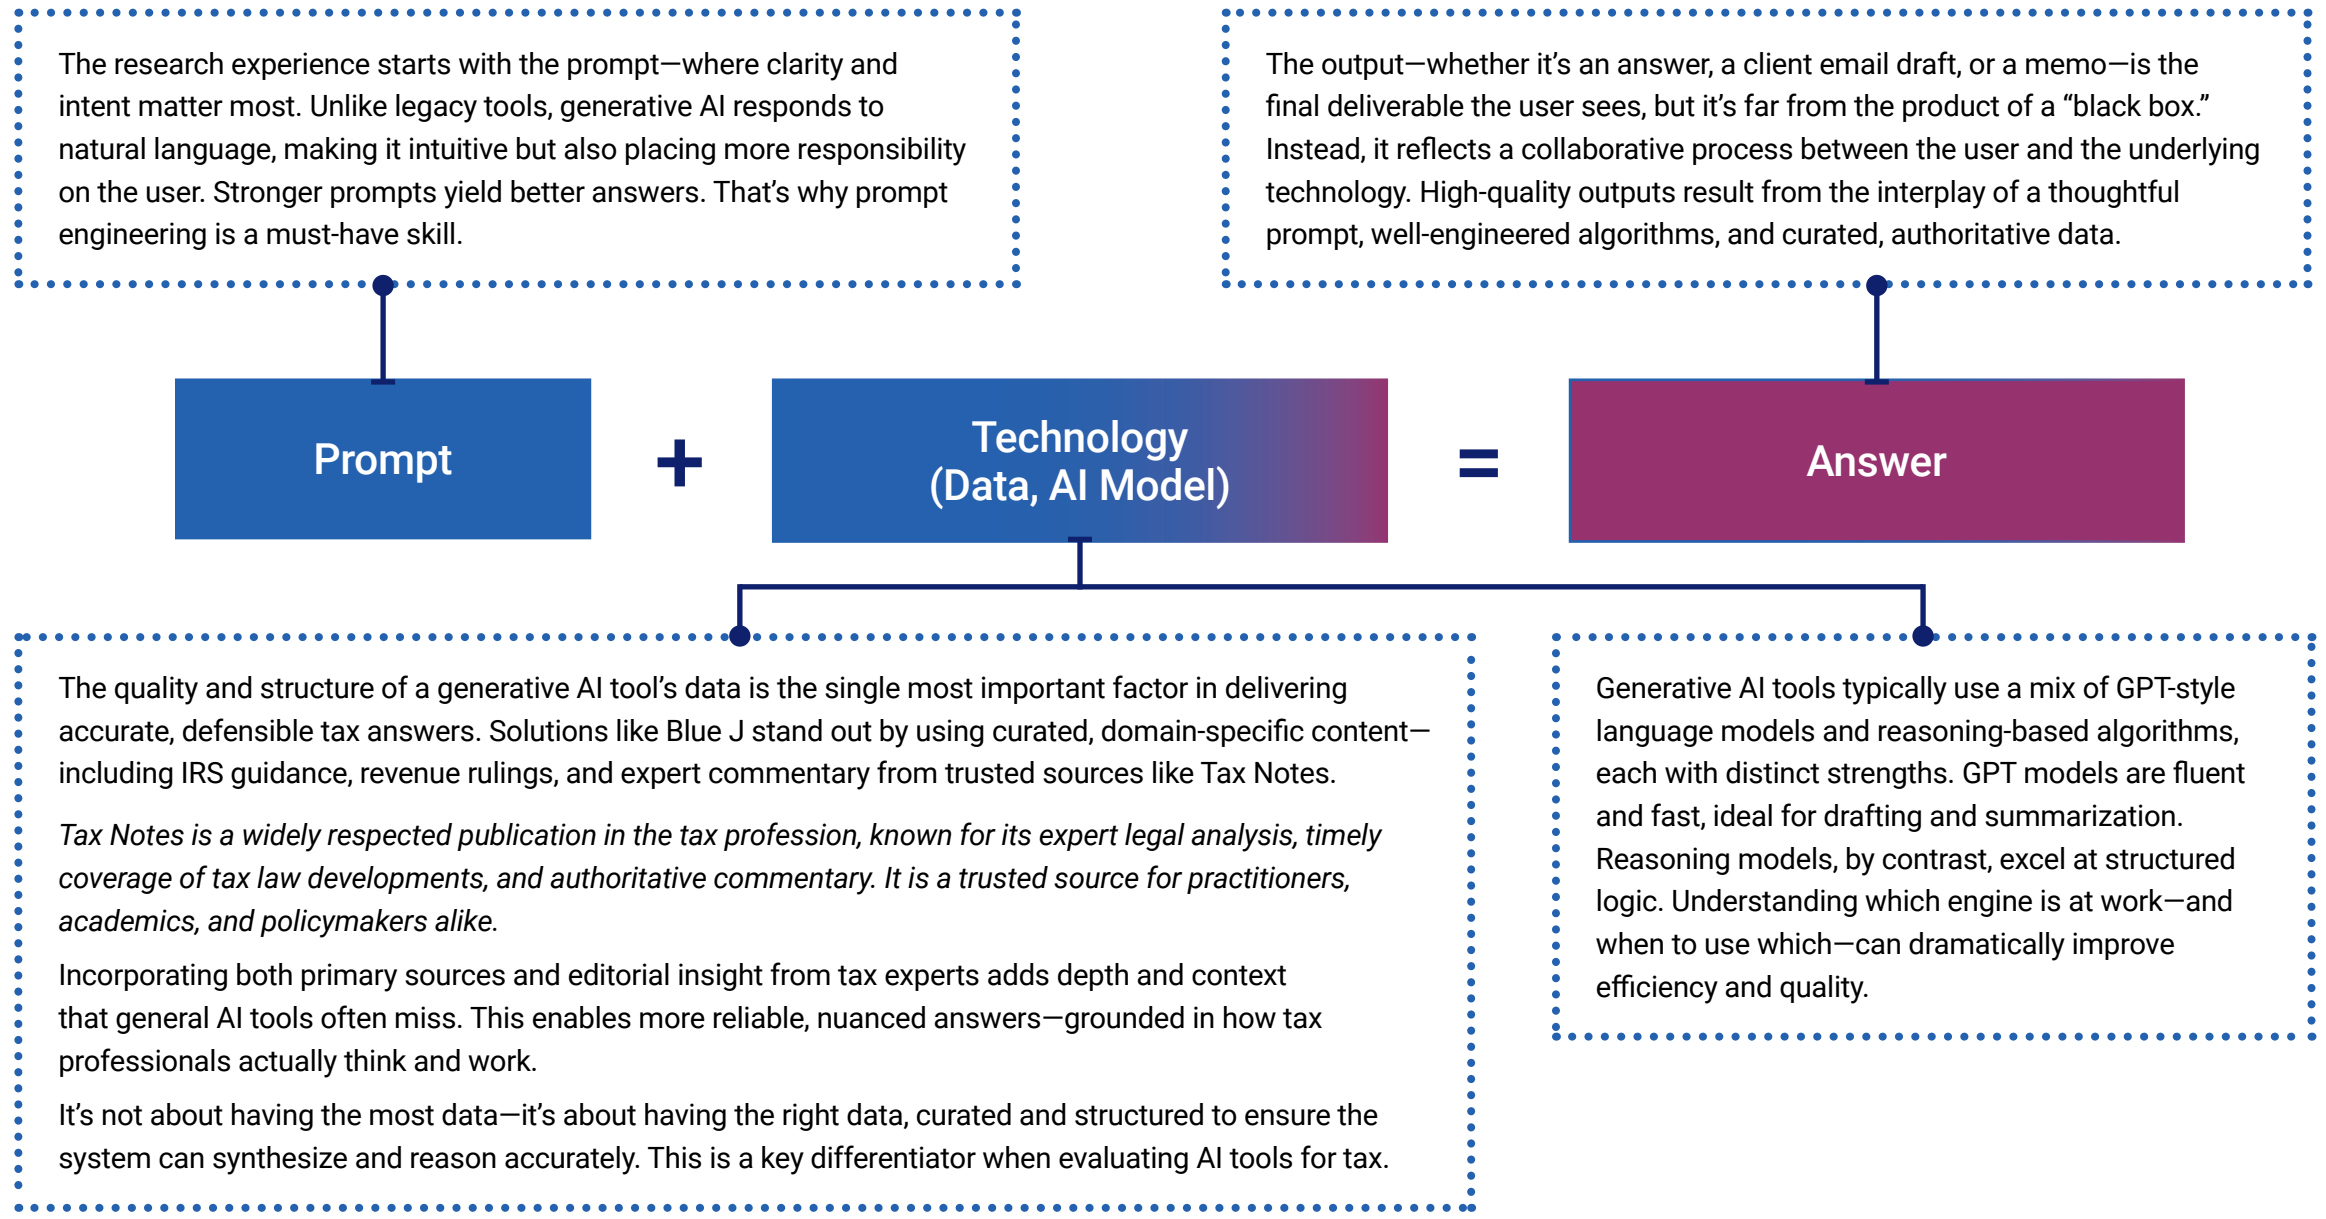 The research experience starts with the prompt—where clarity and
intent matter most. Unlike legacy tools, generative AI responds to
natural language, making it intuitive but also placing more responsibility
on the user. Stronger prompts yield better answers. That’s why prompt
engineering is a must-have skill.
The output—whether it’s an answer, a client email draft, or a memo—is the
final deliverable the user sees, but it’s far from the product of a “black box.”
Instead, it reflects a collaborative process between the user and the underlying
technology. High-quality outputs result from the interplay of a thoughtful
prompt, well-engineered algorithms, and curated, authoritative data.
Prompt
+
Technology
(Data, AI Model)
=
Answer
The quality and structure of a generative AI tool’s data is the single most important factor in delivering
accurate, defensible tax answers. Solutions like Blue J stand out by using curated, domain-specific content—
including IRS guidance, revenue rulings, and expert commentary from trusted sources like Tax Notes.
Tax Notes is a widely respected publication in the tax profession, known for its expert legal analysis, timely
coverage of tax law developments, and authoritative commentary. It is a trusted source for practitioners,
academics, and policymakers alike.
Incorporating both primary sources and editorial insight from tax experts adds depth and context
that general AI tools often miss. This enables more reliable, nuanced answers—grounded in how tax
professionals actually think and work.
It’s not about having the most data—it’s about having the right data, curated and structured to ensure the
system can synthesize and reason accurately. This is a key differentiator when evaluating AI tools for tax.
Generative AI tools typically use a mix of GPT-style
language models and reasoning-based algorithms,
each with distinct strengths. GPT models are fluent
and fast, ideal for drafting and summarization.
Reasoning models, by contrast, excel at structured
logic. Understanding which engine is at work—and
when to use which—can dramatically improve
efficiency and quality.